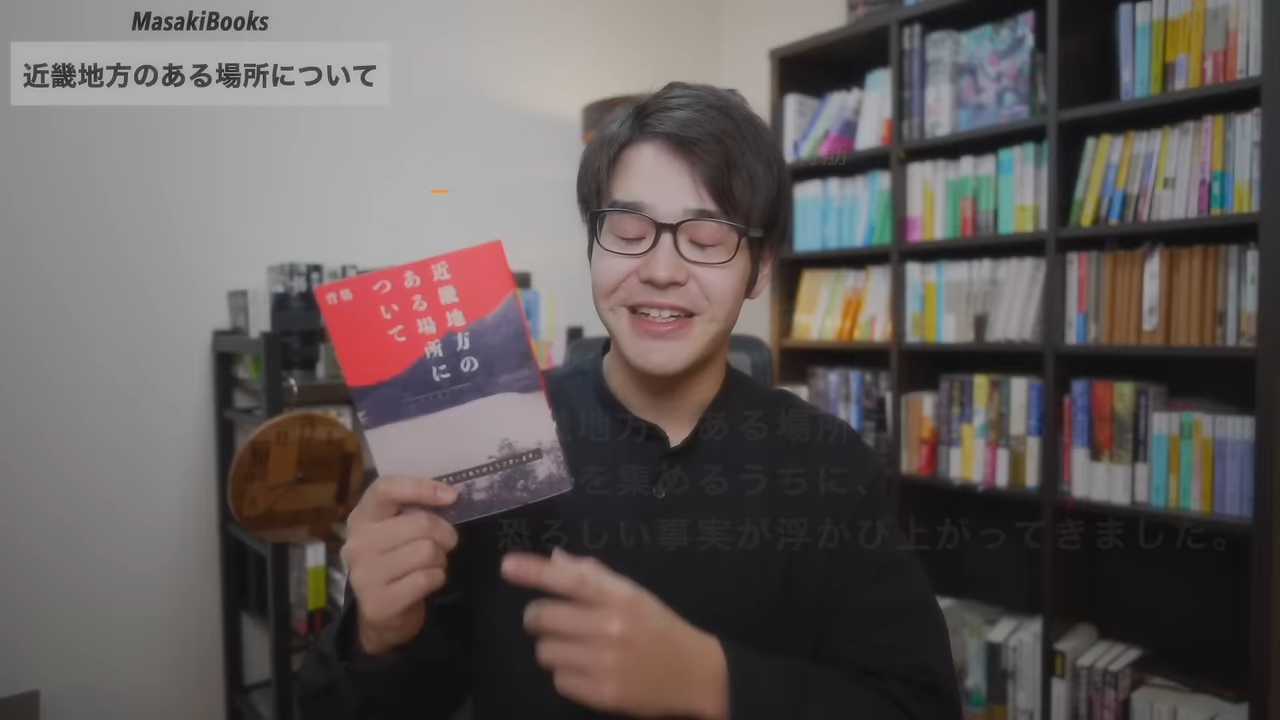 MasakiBooks
近畿地方のある場所について
近畿地方の
ある場所に
ついて
背筋
地方のある場所
を集めるうちに、
恐ろしい事実が浮かび上がってきました。